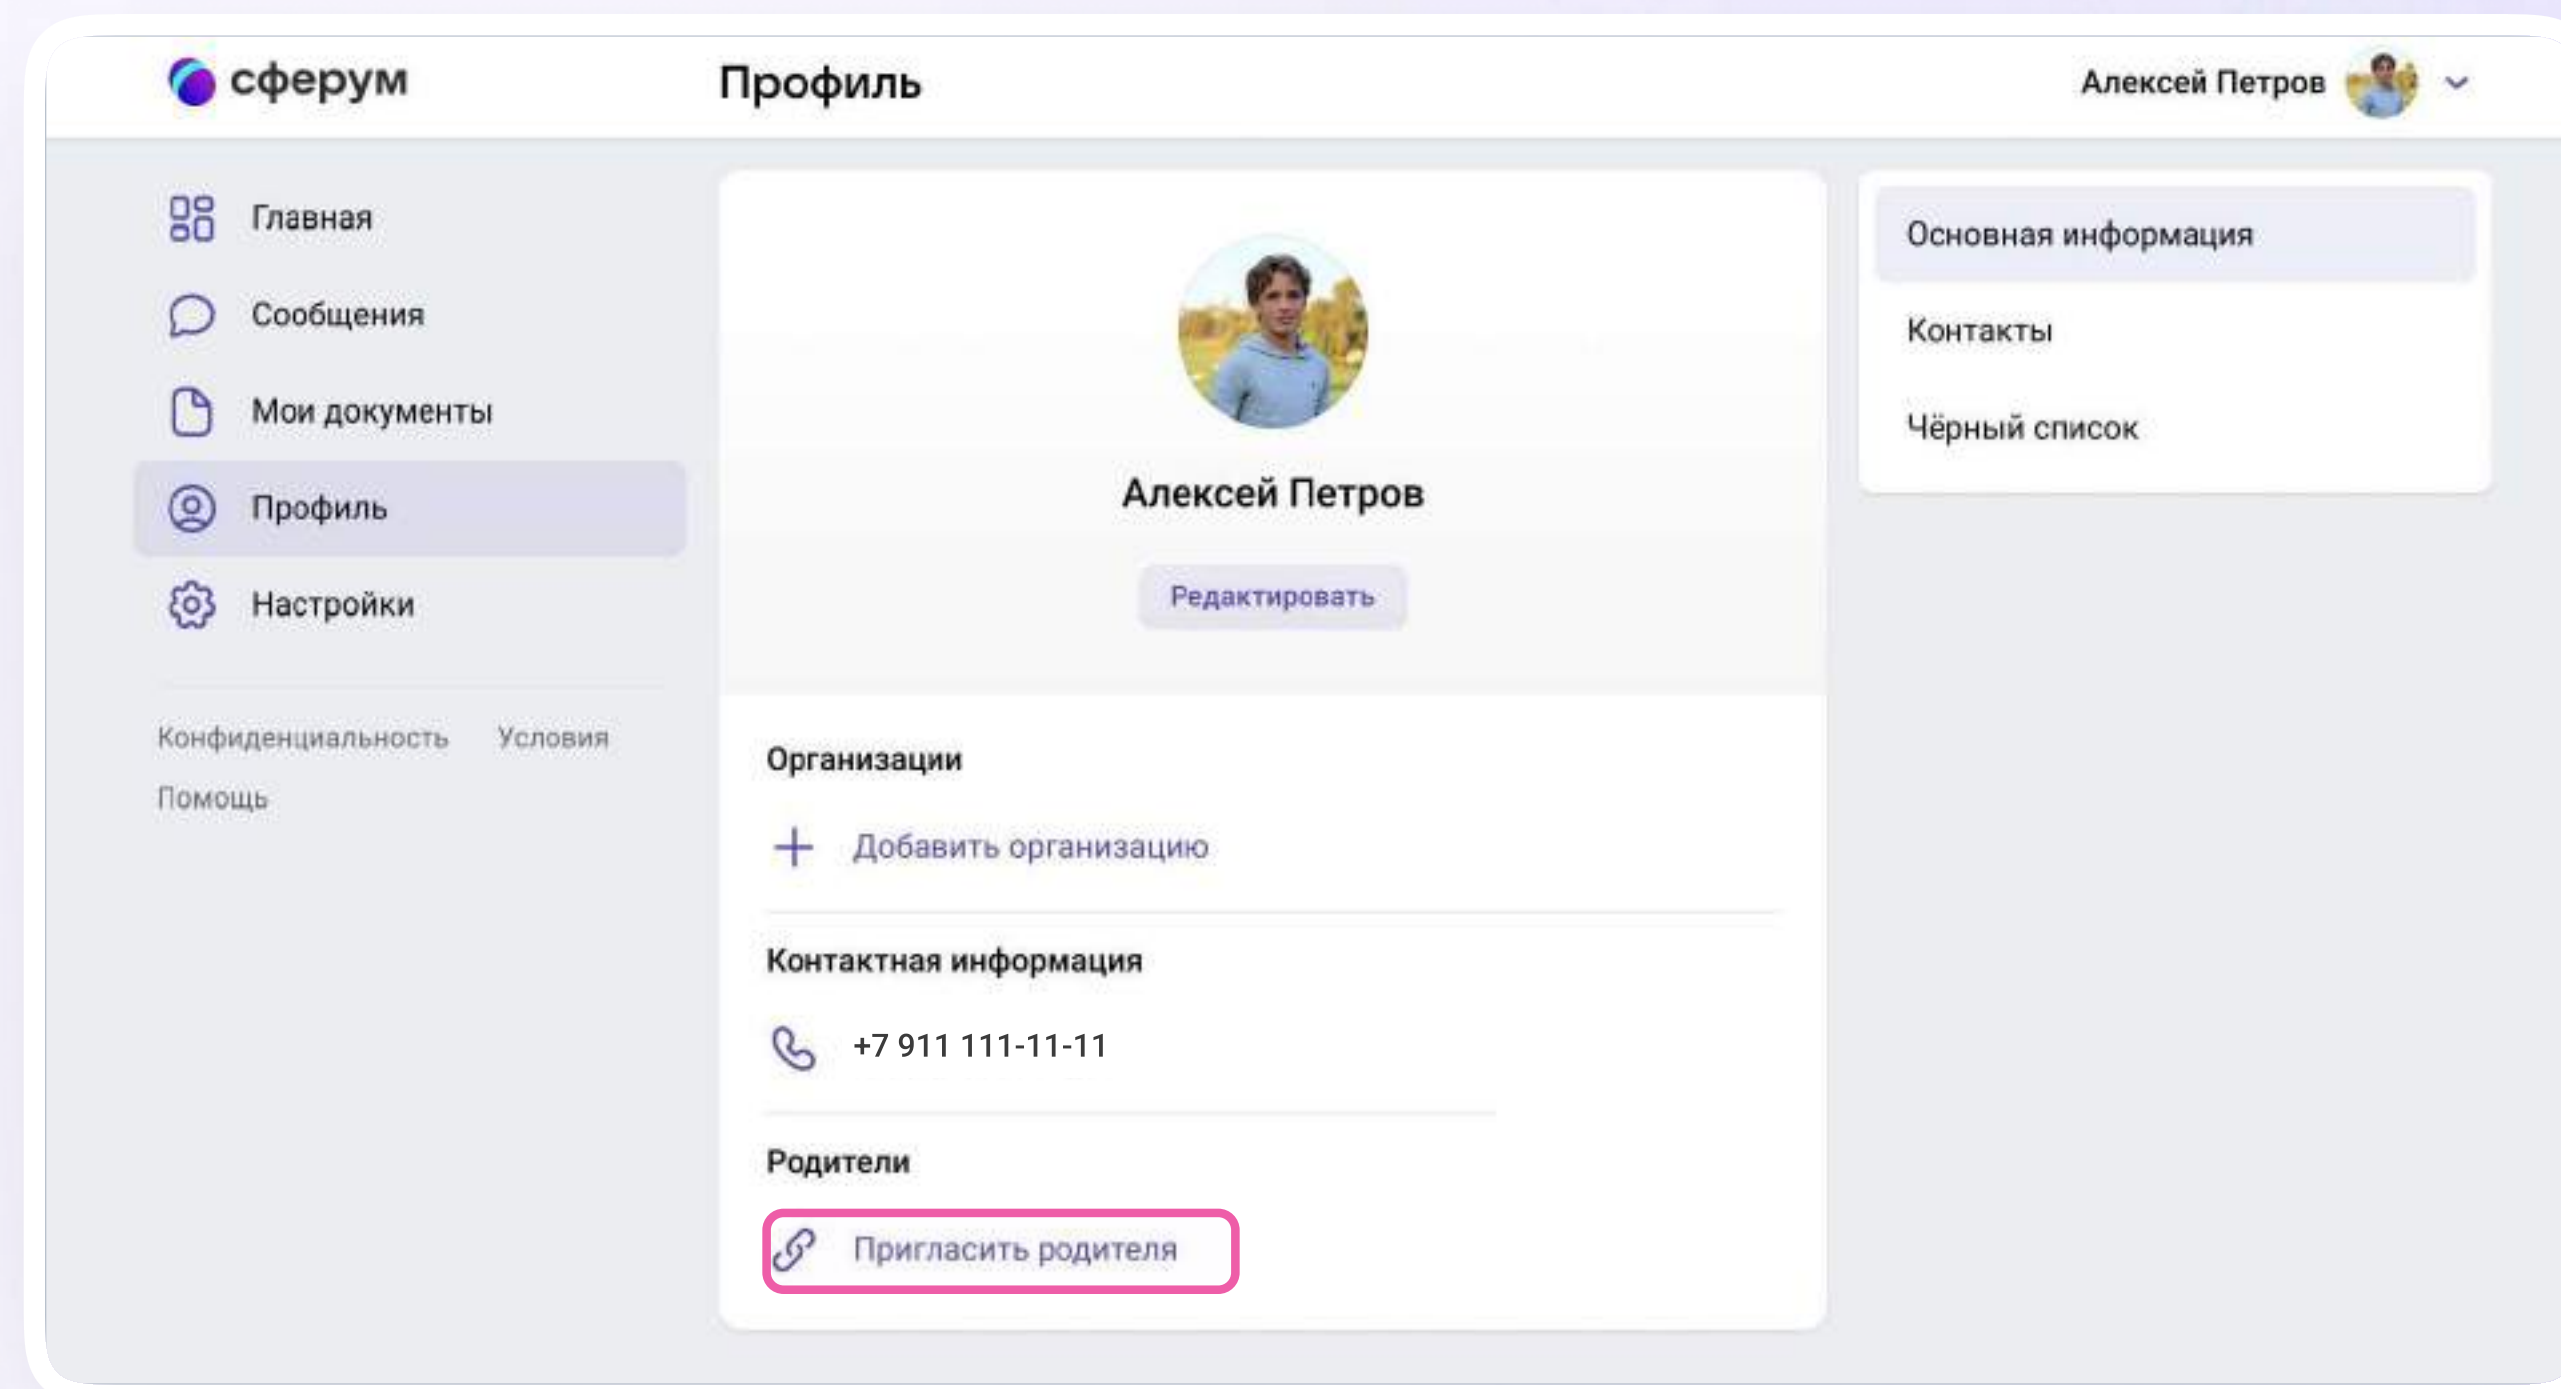 сферум
Профиль
Алексей Петров
Главная
Сообщения
Мои документы
Профиль
Настройки
Конфиденциальность Условия
Помощь
Алексей Петров
Редактировать
Организации
Добавить организацию
Контактная информация
+7 911 111-11-11
Родители
Пригласить родителя
Основная информация
Контакты
Чёрный список